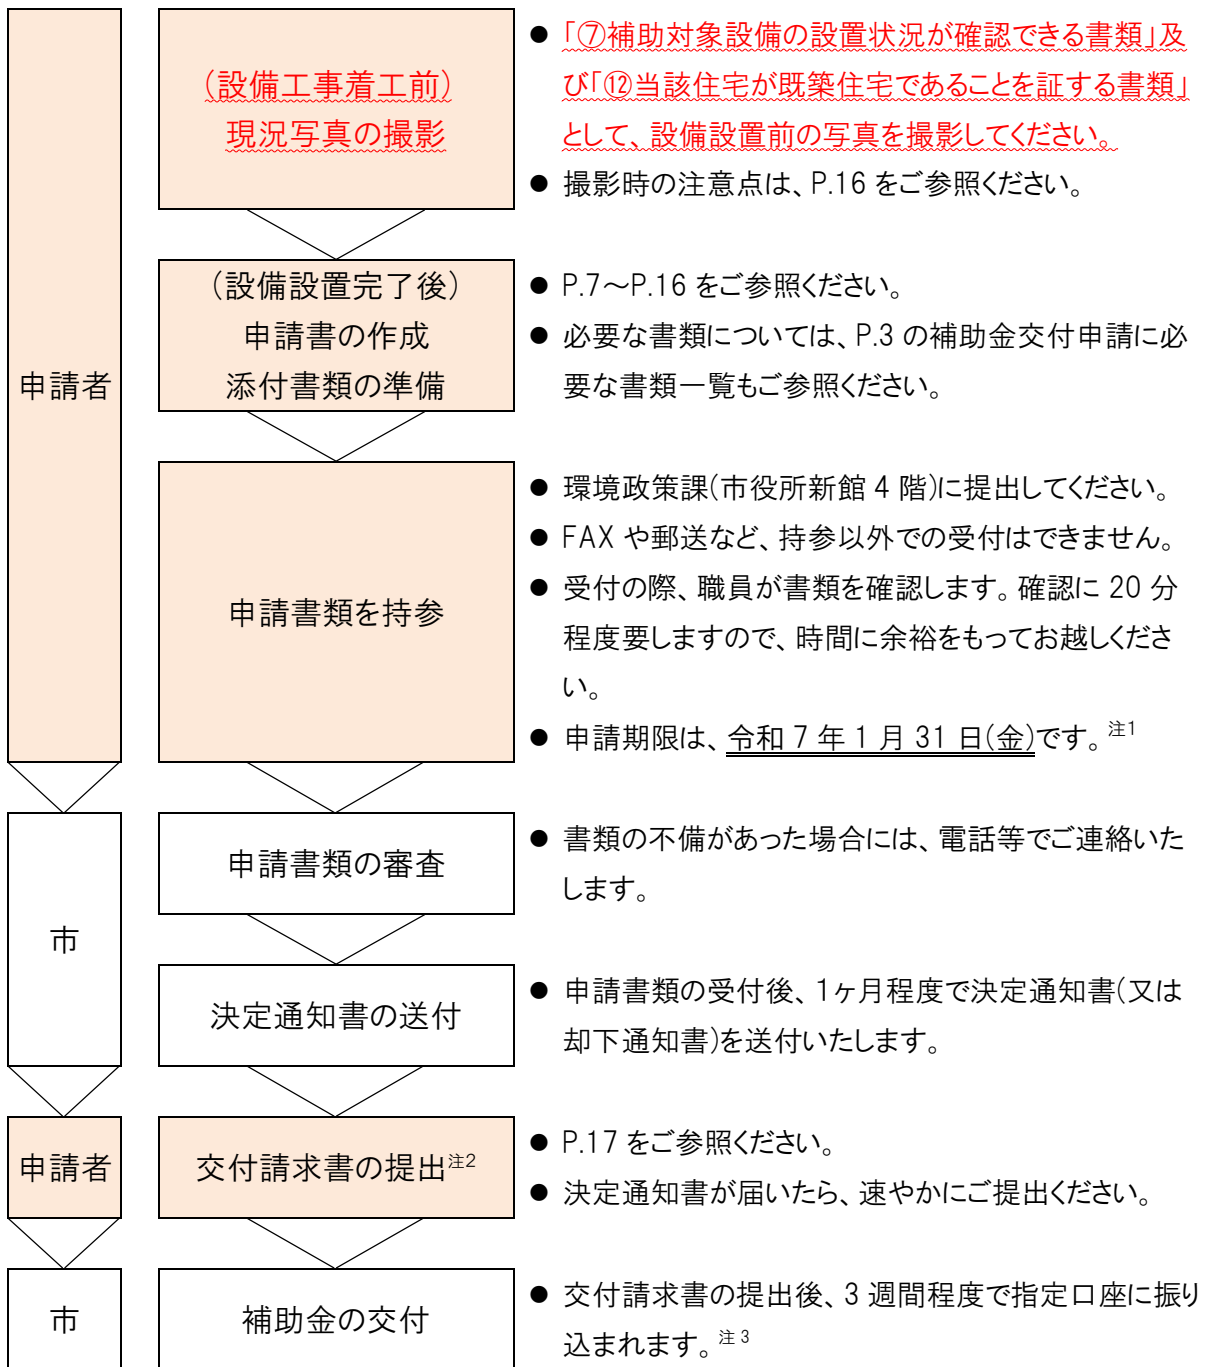 申請者
（設備工事着工前）
現況写真の撮影
● 「⑦補助対象設備の設置状況が確認できる書類」及
び「⑫当該住宅が既築住宅であることを証する書類」
として、設備設置前の写真を撮影してください。
● 撮影時の注意点は、P.16 をご参照ください。
（設備設置完了後）
申請書の作成
添付書類の準備
● P.7～P.16 をご参照ください。
● 必要な書類については、P.3 の補助金交付申請に必
要な書類一覧もご参照ください。
申請書類を持参
● 環境政策課(市役所新館 4 階)に提出してください。
● FAX や郵送など、持参以外での受付はできません。
● 受付の際、職員が書類を確認します。確認に 20 分
程度要しますので、時間に余裕をもってお越しくださ
い。
● 申請期限は、令和 7 年 1 月 31 日(金)です。注1
市
申請書類の審査
● 書類の不備があった場合には、電話等でご連絡いた
します。
決定通知書の送付
● 申請書類の受付後、1ヶ月程度で決定通知書(又は
却下通知書)を送付いたします。
申請者
交付請求書の提出注2
● P.17 をご参照ください。
● 決定通知書が届いたら、速やかにご提出ください。
市
補助金の交付
● 交付請求書の提出後、3 週間程度で指定口座に振り
込まれます。注 3